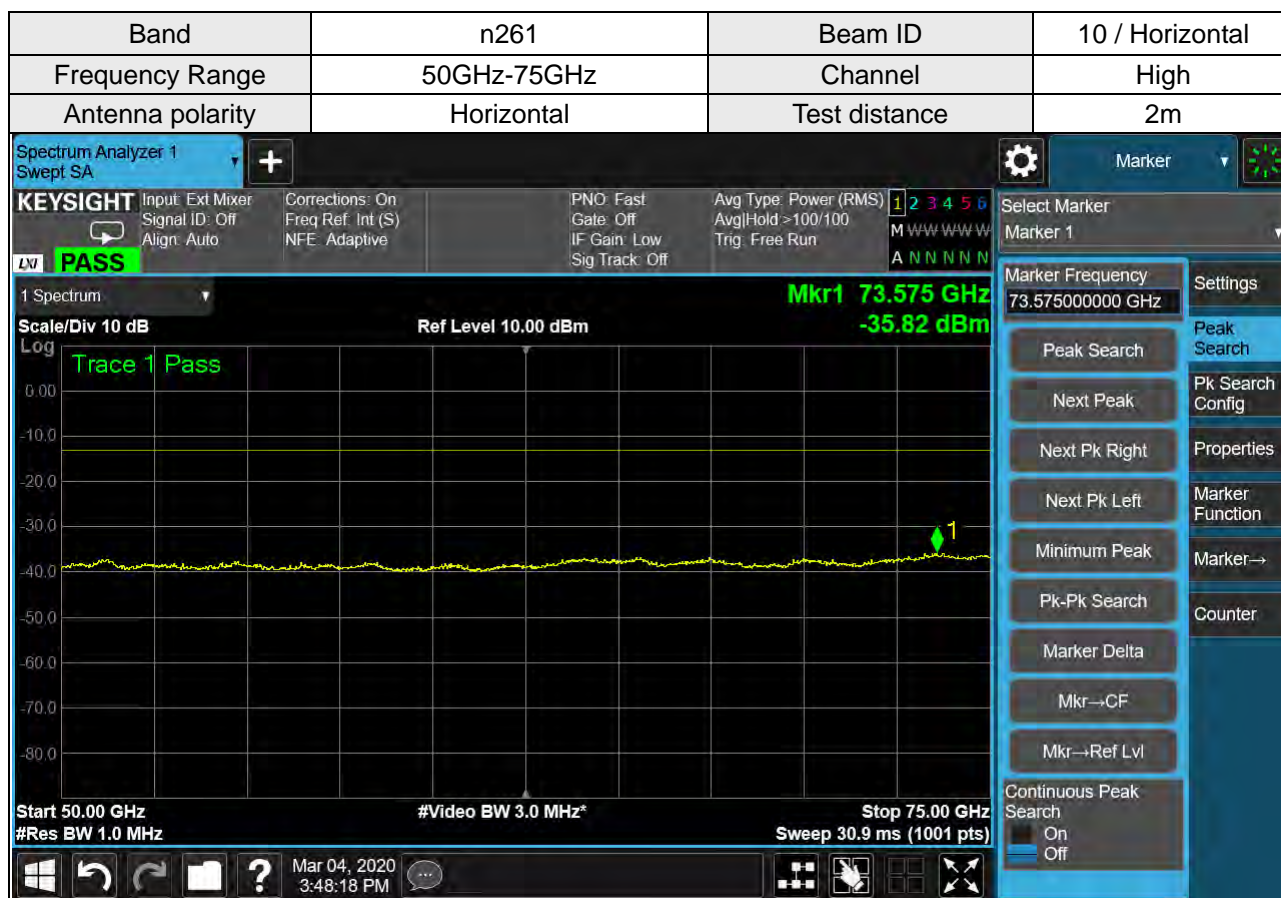 Band n261 Beam ID 10 / Horizontal
Frequency Range 50GHz-75GHz Channel High
Antenna polarity Horizontal Test distance 2m
Spectrum Analyzer 1
Swept SA
+
Marker
KEYSIGHT
LXI PASS
Input: Ext Mixer
Signal ID: Off
Align: Auto
Corrections: On
Freq Ref: Int (S)
NFE: Adaptive
PNO: Fast
Gate: Off
IF Gain: Low
Sig Track: Off
Avg Type: Power (RMS)
Avg|Hold >100/100
Trig: Free Run
1 2 3 4 5 6
M W W W W W
A N N N N N
Select Marker
Marker 1
1 Spectrum
Scale/Div 10 dB
Ref Level 10.00 dBm
Mkr1 73.575 GHz
-35.82 dBm
Log
Trace 1 Pass
0.00
-10.0
-20.0
-30.0
-40.0
-50.0
-60.0
-70.0
-80.0
1
Start 50.00 GHz
#Res BW 1.0 MHz
#Video BW 3.0 MHz*
Stop 75.00 GHz
Sweep 30.9 ms (1001 pts)
Marker Frequency
73.575000000 GHz
Peak Search
Next Peak
Next Pk Right
Next Pk Left
Minimum Peak
Pk-Pk Search
Marker Delta
Mkr→CF
Mkr→Ref Lvl
Continuous Peak
Search
On
Off
Settings
Peak
Search
Pk Search
Config
Properties
Marker
Function
Marker→
Counter
?
Mar 04, 2020
3:48:18 PM